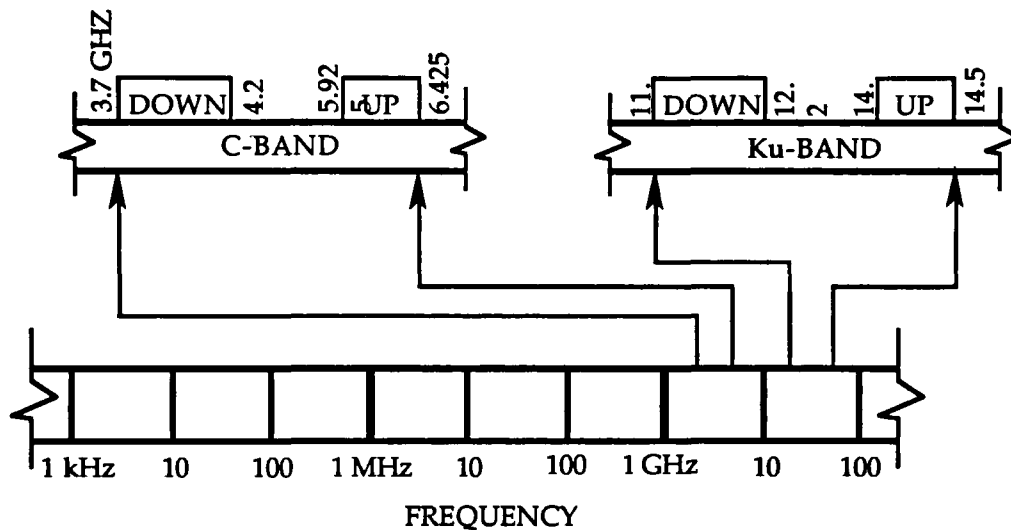 3.7 GHZ
DOWN
4.2
5.92
5
UP
6.425
C-BAND
11.
DOWN
12.
2
14.
UP
14.5
Ku-BAND
1 kHz 10 100 1 MHz 10 100 1 GHz 10 100
FREQUENCY